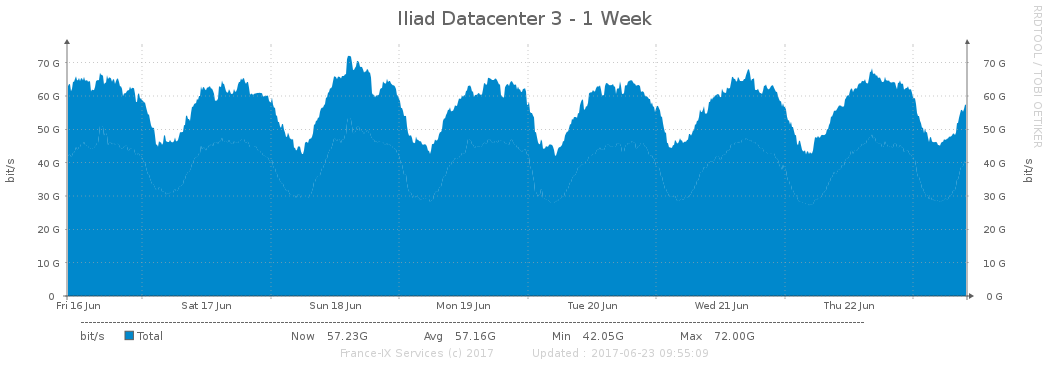 Iliad Datacenter 3 - 1 Week
RRDTOOL / TOBI OETIKER
bit/s
70 G
60 G
50 G
40 G
30 G
20 G
10 G
0
70 G
60 G
50 G
40 G
30 G
20 G
10 G
0 G
bit/s
Fri 16 Jun Sat 17 Jun Sun 18 Jun Mon 19 Jun Tue 20 Jun Wed 21 Jun Thu 22 Jun
bit/s Total Now 57.23G Avg 57.16G Min 42.05G Max 72.00G
France-IX Services (c) 2017 Updated : 2017-06-23 09:55:09